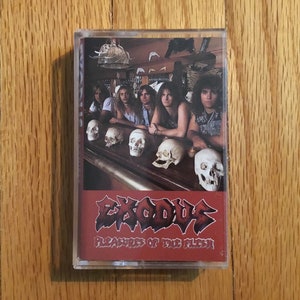 EXODUS
PLEASURES OF THE FLESH